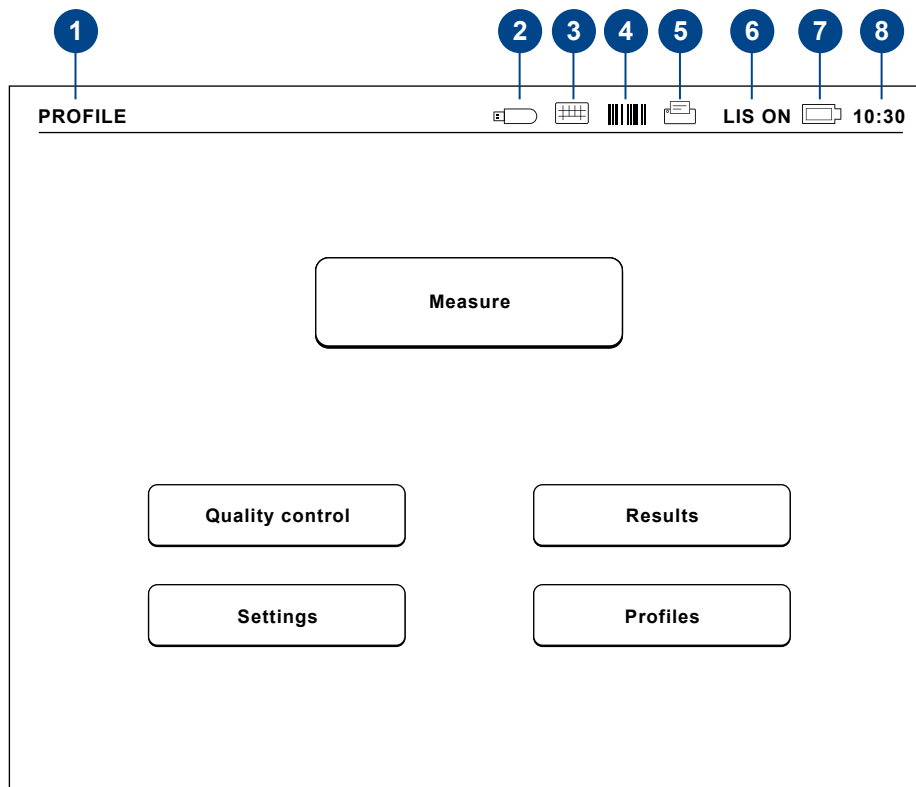 1 2 3 4 5 6 7 8
PROFILE LIS ON 10:30
Measure
Quality control Results
Settings Profiles